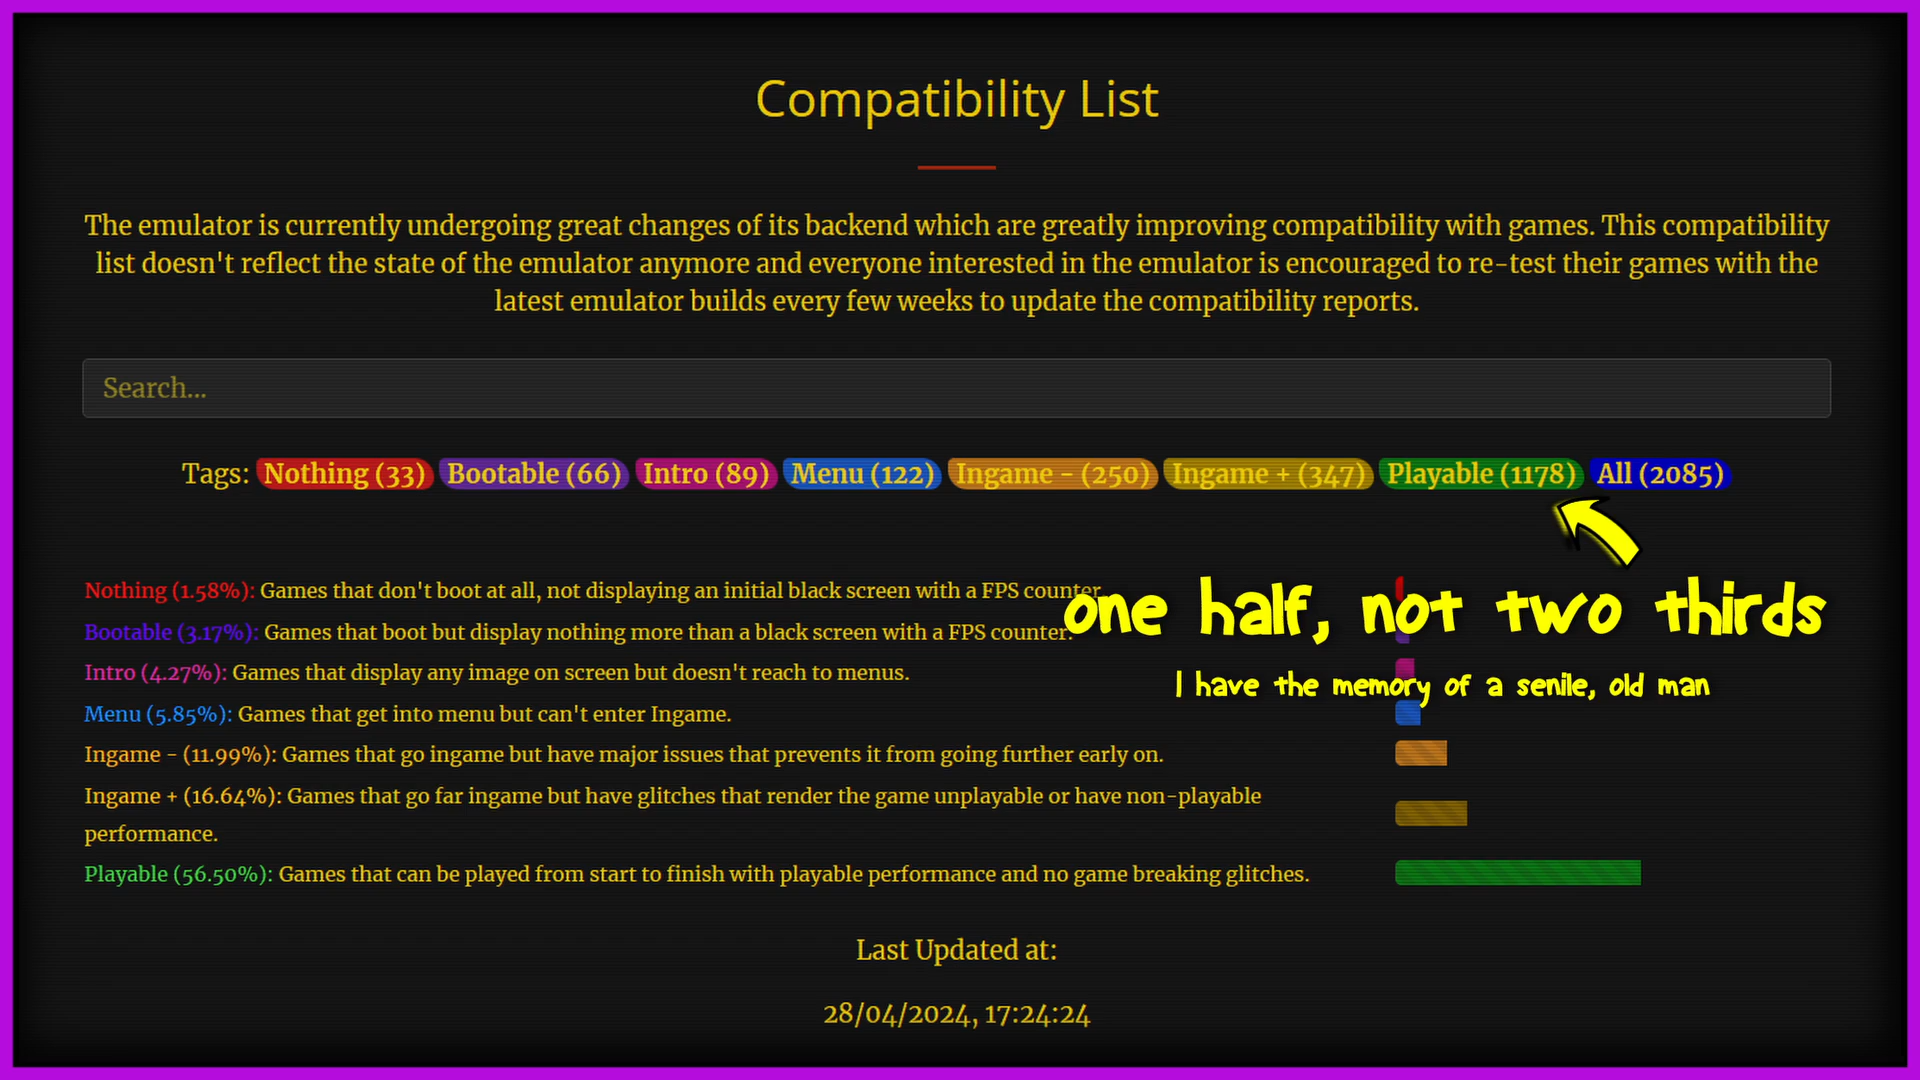 Compatibility List
The emulator is currently undergoing great changes of its backend which are greatly improving compatibility with games. This compatibility
list doesn't reflect the state of the emulator anymore and everyone interested in the emulator is encouraged to re-test their games with the
latest emulator builds every few weeks to update the compatibility reports.
Search...
Tags: Nothing (33) Bootable (66) Intro (89) Menu (122) Ingame - (250) Ingame + (347) Playable (1178) All (2085)
Nothing (1.58%): Games that don't boot at all, not displaying an initial black screen with a FPS counter.
one half, not two thirds
Bootable (3.17%): Games that boot but display nothing more than a black screen with a FPS counter.
Intro (4.27%): Games that display any image on screen but doesn't reach to menus.
I have the memory of a senile, old man
Menu (5.85%): Games that get into menu but can't enter Ingame.
Ingame - (11.99%): Games that go ingame but have major issues that prevents it from going further early on.
Ingame + (16.64%): Games that go far ingame but have glitches that render the game unplayable or have non-playable
performance.
Playable (56.50%): Games that can be played from start to finish with playable performance and no game breaking glitches.
Last Updated at:
28/04/2024, 17:24:24